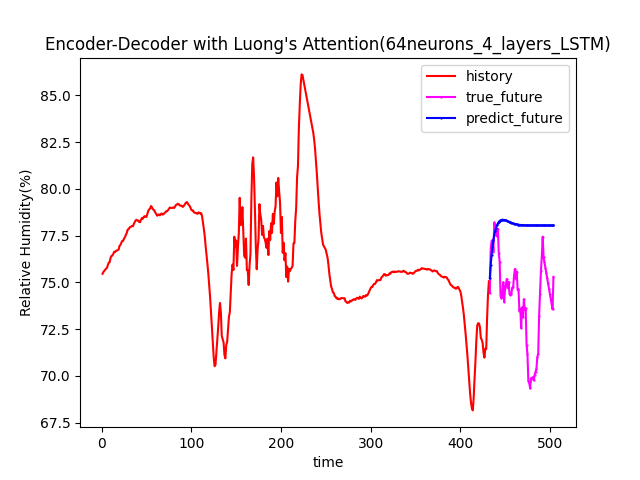 Encoder-Decoder with Luong's Attention(64neurons_4_layers_LSTM)
history
true_future
predict_future
Relative Humidity(%)
85.0
82.5
80.0
77.5
75.0
72.5
70.0
67.5
0 100 200 300 400 500
time